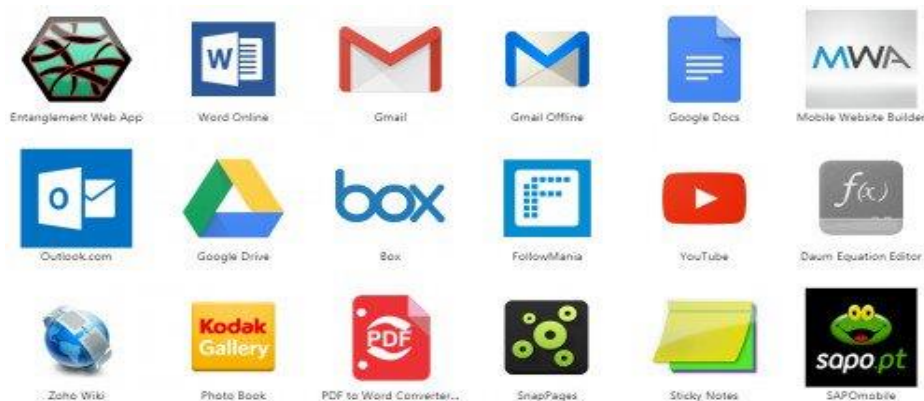 W
MWA
Entanglement Web App
Word Online
Gmail
Gmail Offline
Google Docs
Mobile Website Builder
O
box
F
f(x)
Outlook.com
Google Drive
Box
FollowMania
YouTube
Daum Equation Editor
Kodak
Gallery
PDF
sapo.pt
Zoho Wiki
Photo Book
PDF to Word Converter..
SnapPages
Sticky Notes
SAPOmobile